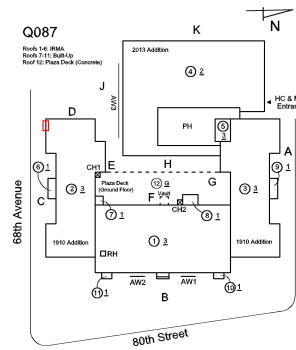 Q087
Roofs 1-6: IRMA
Roofs 7-11: Built-Up
Roof 12: Plaza Deck (Concrete)
N
K
2013 Addition
4 2
J
AW3
HC & M
Entran
D
PH
5
3
A
CH1
E
H
6 1
Plaza Deck
(Ground Floor)
12 G
G
9 1
2 3
Vault
3 3
C
F
CH2
7 1
8 1
68th Avenue
1910 Addition
1 3
1910 Addition
RH
11 1
AW2
AW1
10 1
B
80th Street